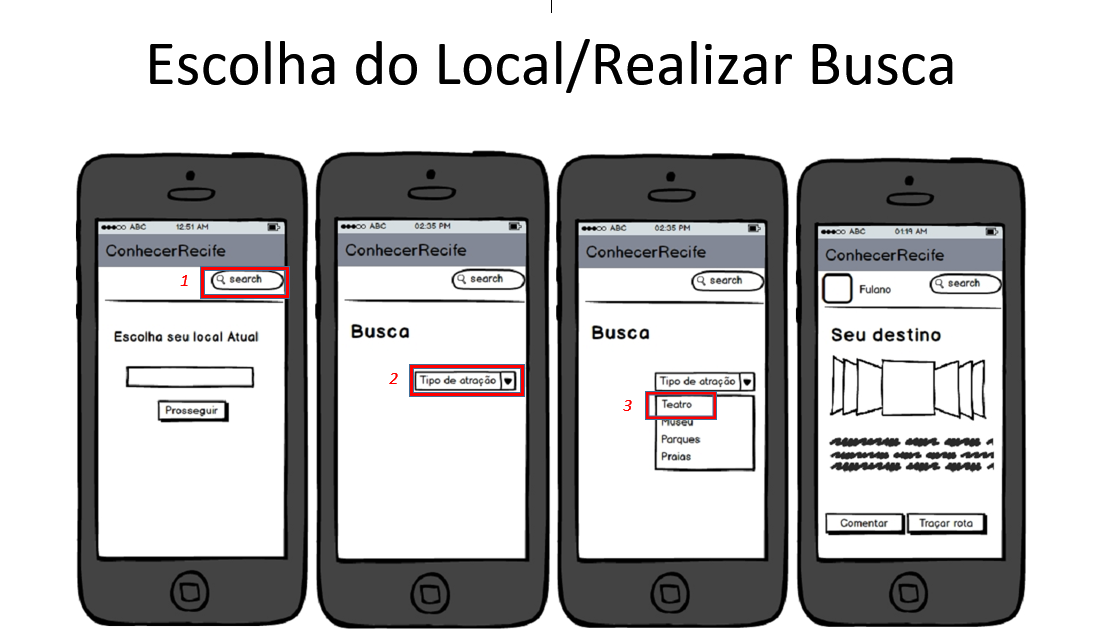 Escolha do Local/Realizar Busca
ABC 12:51 AM
ConhecerRecife
1
search
Escolha seu local Atual
Prosseguir
ABC 02:35 PM
ConhecerRecife
search
Busca
2
Tipo de atração
ABC 02:35 PM
ConhecerRecife
search
Busca
Tipo de atração
3
Teatro
Museu
Parques
Praias
ABC 01:19 AM
ConhecerRecife
Fulano
search
Seu destino
Comentar
Traçar rota